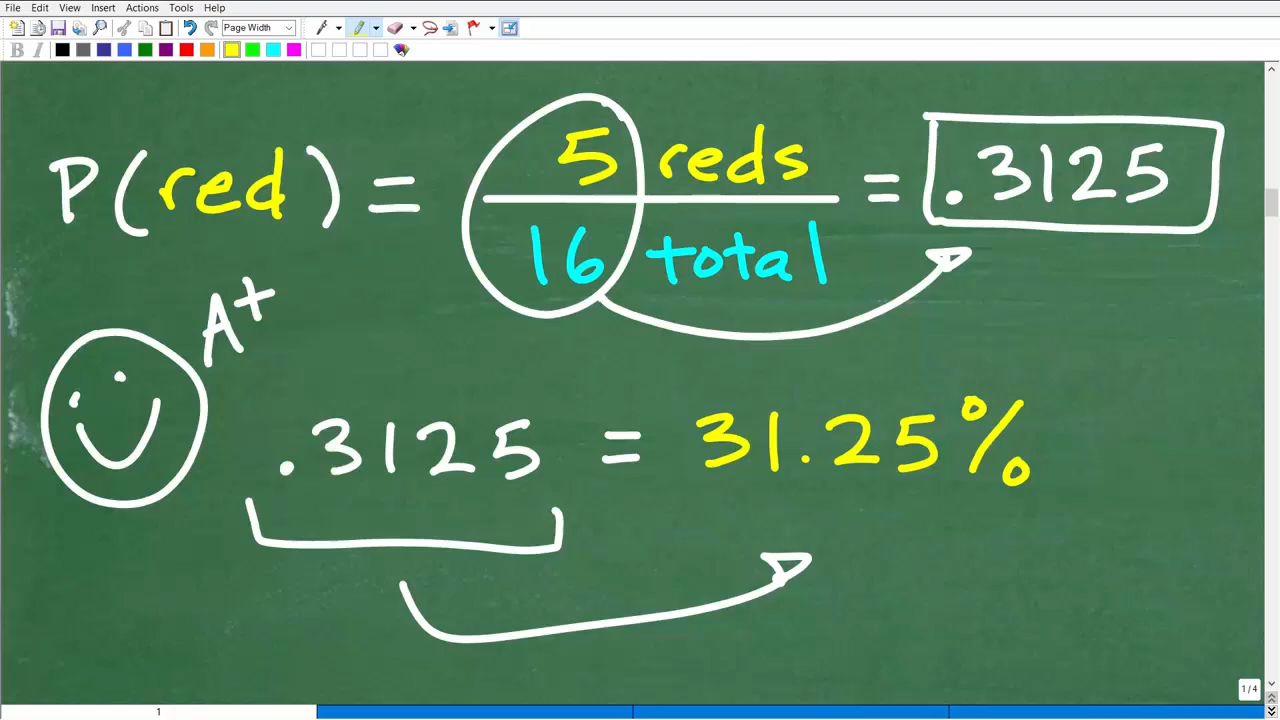 File Edit View Insert Actions Tools Help
Page Width
B I
P(red) = 5 reds / 16 total = .3125
A+
.3125 = 31.25%
1/4
1